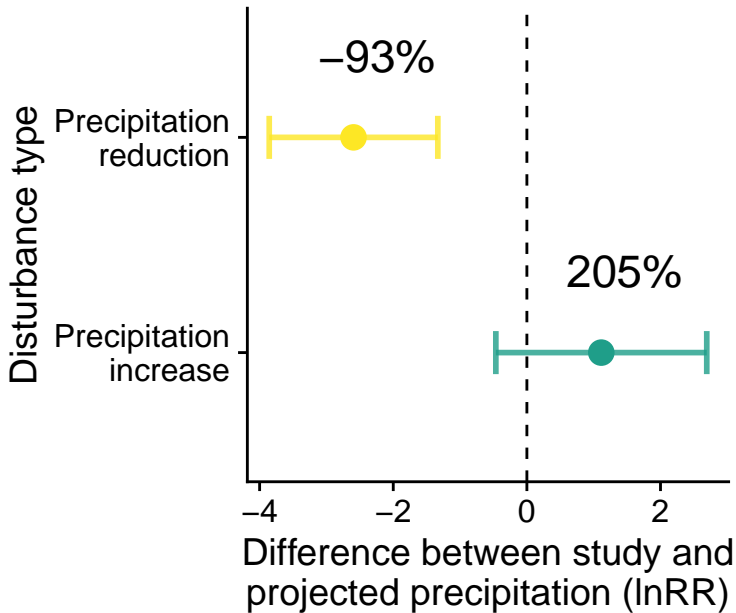 –93%
Precipitation
reduction
205%
Precipitation
increase
Disturbance type
–4
–2
0
2
Difference between study and
projected precipitation (lnRR)